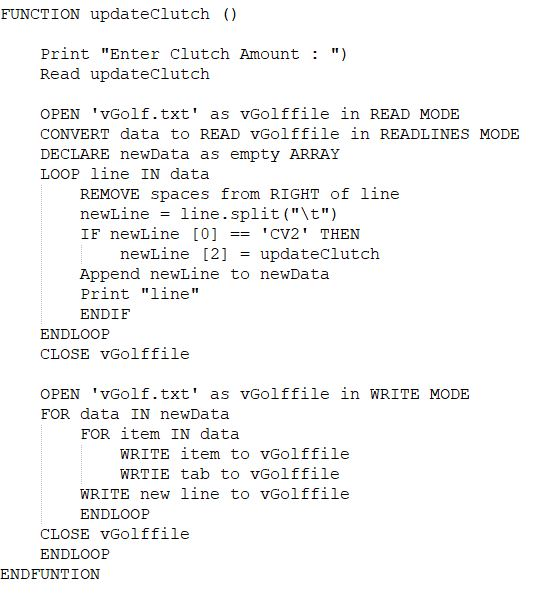 FUNCTION updateClutch ()
Print "Enter Clutch Amount : ")
Read updateClutch
OPEN 'vGolf.txt' as vGolffile in READ MODE
CONVERT data to READ vGolffile in READLINES MODE
DECLARE newData as empty ARRAY
LOOP line IN data
REMOVE spaces from RIGHT of line
newLine = line.split("\t")
IF newLine [0] == 'CV2' THEN
newLine [2] = updateClutch
Append newLine to newData
Print "line"
ENDIF
ENDLOOP
CLOSE vGolffile
OPEN 'vGolf.txt' as vGolffile in WRITE MODE
FOR data IN newData
FOR item IN data
WRITE item to vGolffile
WRTIE tab to vGolffile
WRITE new line to vGolffile
ENDLOOP
CLOSE vGolffile
ENDLOOP
ENDFUNTION